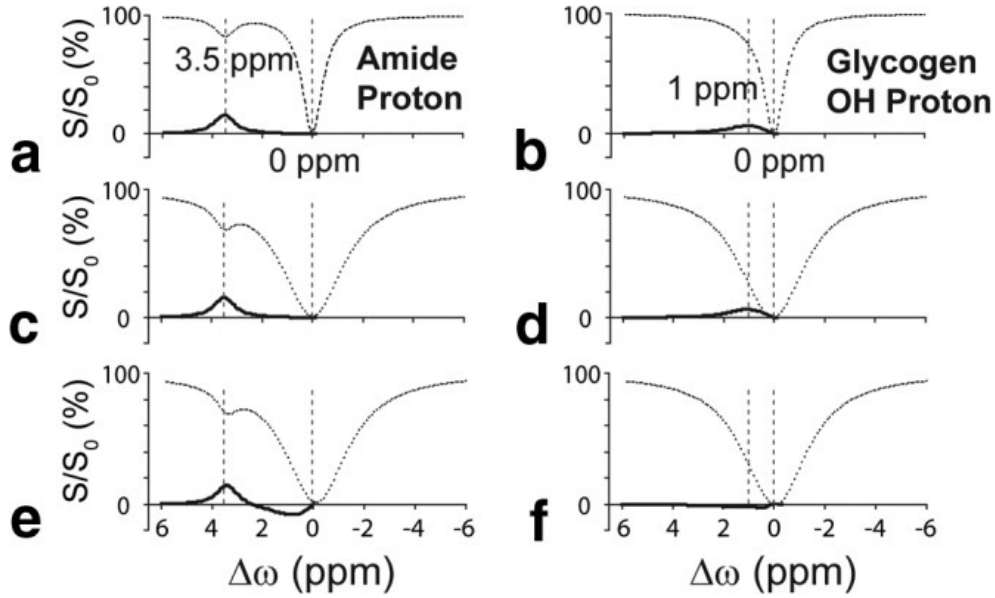 100
S/S0 (%)
0
3.5 ppm
Amide
Proton
0 ppm
a
100
0
1 ppm
Glycogen
OH Proton
0 ppm
b
100
S/S0 (%)
0
c
100
0
d
100
S/S0 (%)
0
e
6 4 2 0 -2 -4 -6
Δω (ppm)
100
0
f
6 4 2 0 -2 -4 -6
Δω (ppm)